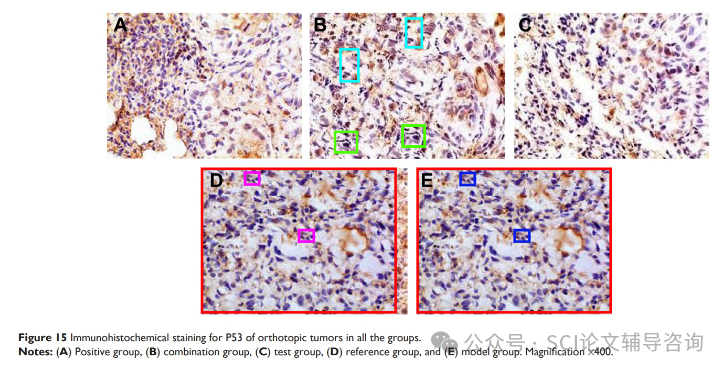 A
B
C
D
E
Figure 15 Immunohistochemical staining for P53 of orthotopic tumors in all the groups.
Notes: (A) Positive group, (B) combination group, (C) test group, (D) reference group, and (E) model group. Magnification ×400.
公众号 · SCI论文辅导咨询